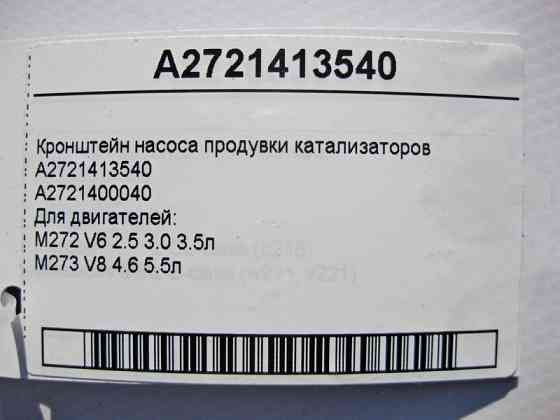 A2721413540
Кронштейн насоса продувки катализаторов
A2721413540
A2721400040
Для двигателей:
M272 V6 2.5 3.0 3.5л
M273 V8 4.6 5.5л